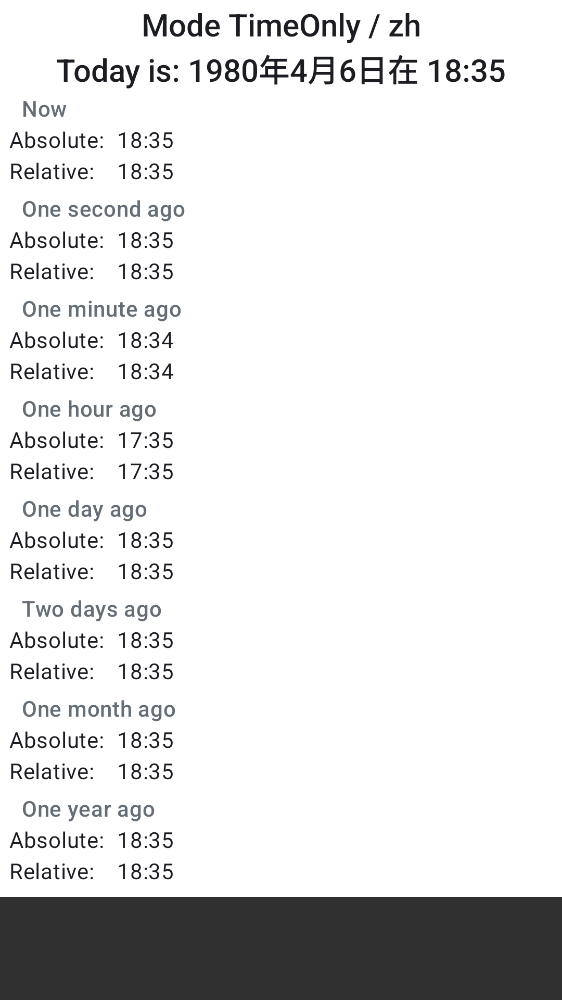 Mode TimeOnly / zh
Today is: 1980年4月6日在 18:35
Now
Absolute: 18:35
Relative: 18:35
One second ago
Absolute: 18:35
Relative: 18:35
One minute ago
Absolute: 18:34
Relative: 18:34
One hour ago
Absolute: 17:35
Relative: 17:35
One day ago
Absolute: 18:35
Relative: 18:35
Two days ago
Absolute: 18:35
Relative: 18:35
One month ago
Absolute: 18:35
Relative: 18:35
One year ago
Absolute: 18:35
Relative: 18:35